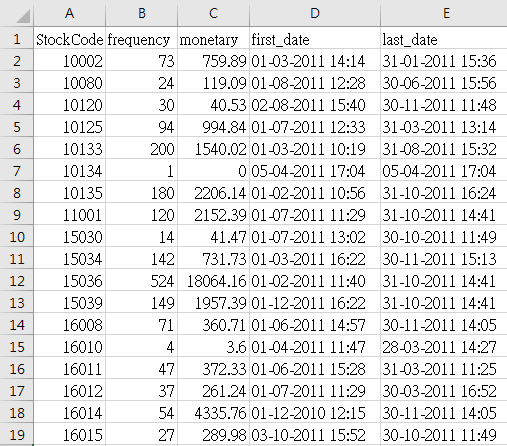 A B C D E
1 StockCode frequency monetary first_date last_date
2 10002 73 759.89 01-03-2011 14:14 31-01-2011 15:36
3 10080 24 119.09 01-08-2011 12:28 30-06-2011 15:56
4 10120 30 40.53 02-08-2011 15:40 30-11-2011 11:48
5 10125 94 994.84 01-07-2011 12:33 31-03-2011 13:14
6 10133 200 1540.02 01-03-2011 10:19 31-08-2011 15:32
7 10134 1 0 05-04-2011 17:04 05-04-2011 17:04
8 10135 180 2206.14 01-02-2011 10:56 31-10-2011 16:24
9 11001 120 2152.39 01-07-2011 11:29 31-10-2011 14:41
10 15030 14 41.47 01-07-2011 13:02 30-10-2011 11:49
11 15034 142 731.73 01-03-2011 16:22 30-11-2011 15:13
12 15036 524 18064.16 01-02-2011 11:40 31-10-2011 14:41
13 15039 149 1957.39 01-12-2011 16:22 31-10-2011 14:41
14 16008 71 360.71 01-06-2011 14:57 30-11-2011 14:05
15 16010 4 3.6 01-04-2011 11:47 28-03-2011 14:27
16 16011 47 372.33 01-06-2011 15:28 31-03-2011 11:25
17 16012 37 261.24 01-07-2011 11:29 30-03-2011 16:52
18 16014 54 4335.76 01-12-2010 12:15 30-11-2011 14:05
19 16015 27 289.98 03-10-2011 15:52 30-10-2011 11:49